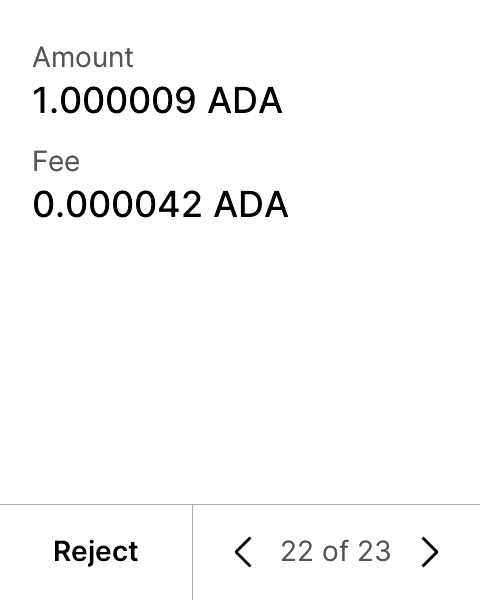 Amount
1.000009 ADA
Fee
0.000042 ADA
Reject
22 of 23